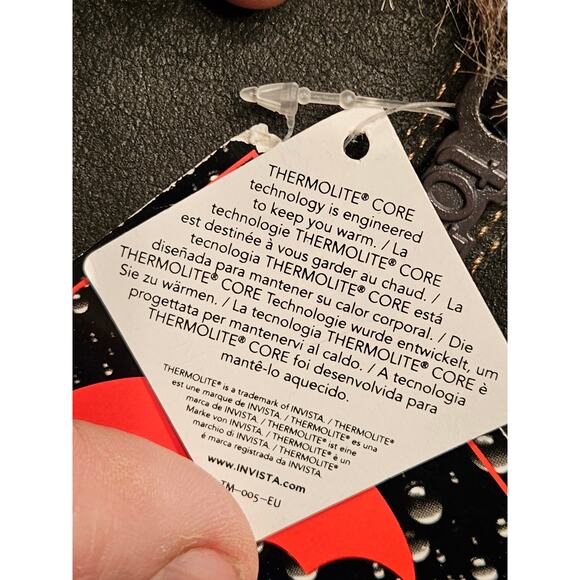 THERMOLITE® CORE
technology is engineered
to keep you warm. / La
technologie THERMOLITE® CORE
est destinée à vous garder au chaud. / La
tecnologia THERMOLITE® CORE está
diseñada para mantener su calor corporal. / Die
THERMOLITE® CORE Technologie wurde entwickelt, um
Sie zu wärmen. / La tecnologia THERMOLITE® CORE è
progettata per mantenervi al caldo. / A tecnologia
THERMOLITE® CORE foi desenvolvida para
mantê-lo aquecido.
THERMOLITE® is a trademark of INVISTA. / THERMOLITE®
est une marque de INVISTA. / THERMOLITE® es una
marca de INVISTA. / THERMOLITE® ist eine
Marke von INVISTA. / THERMOLITE® è un
marchio di INVISTA. / THERMOLITE®
é marca registrada da INVISTA.
www.INVISTA.com
TM-005-EU